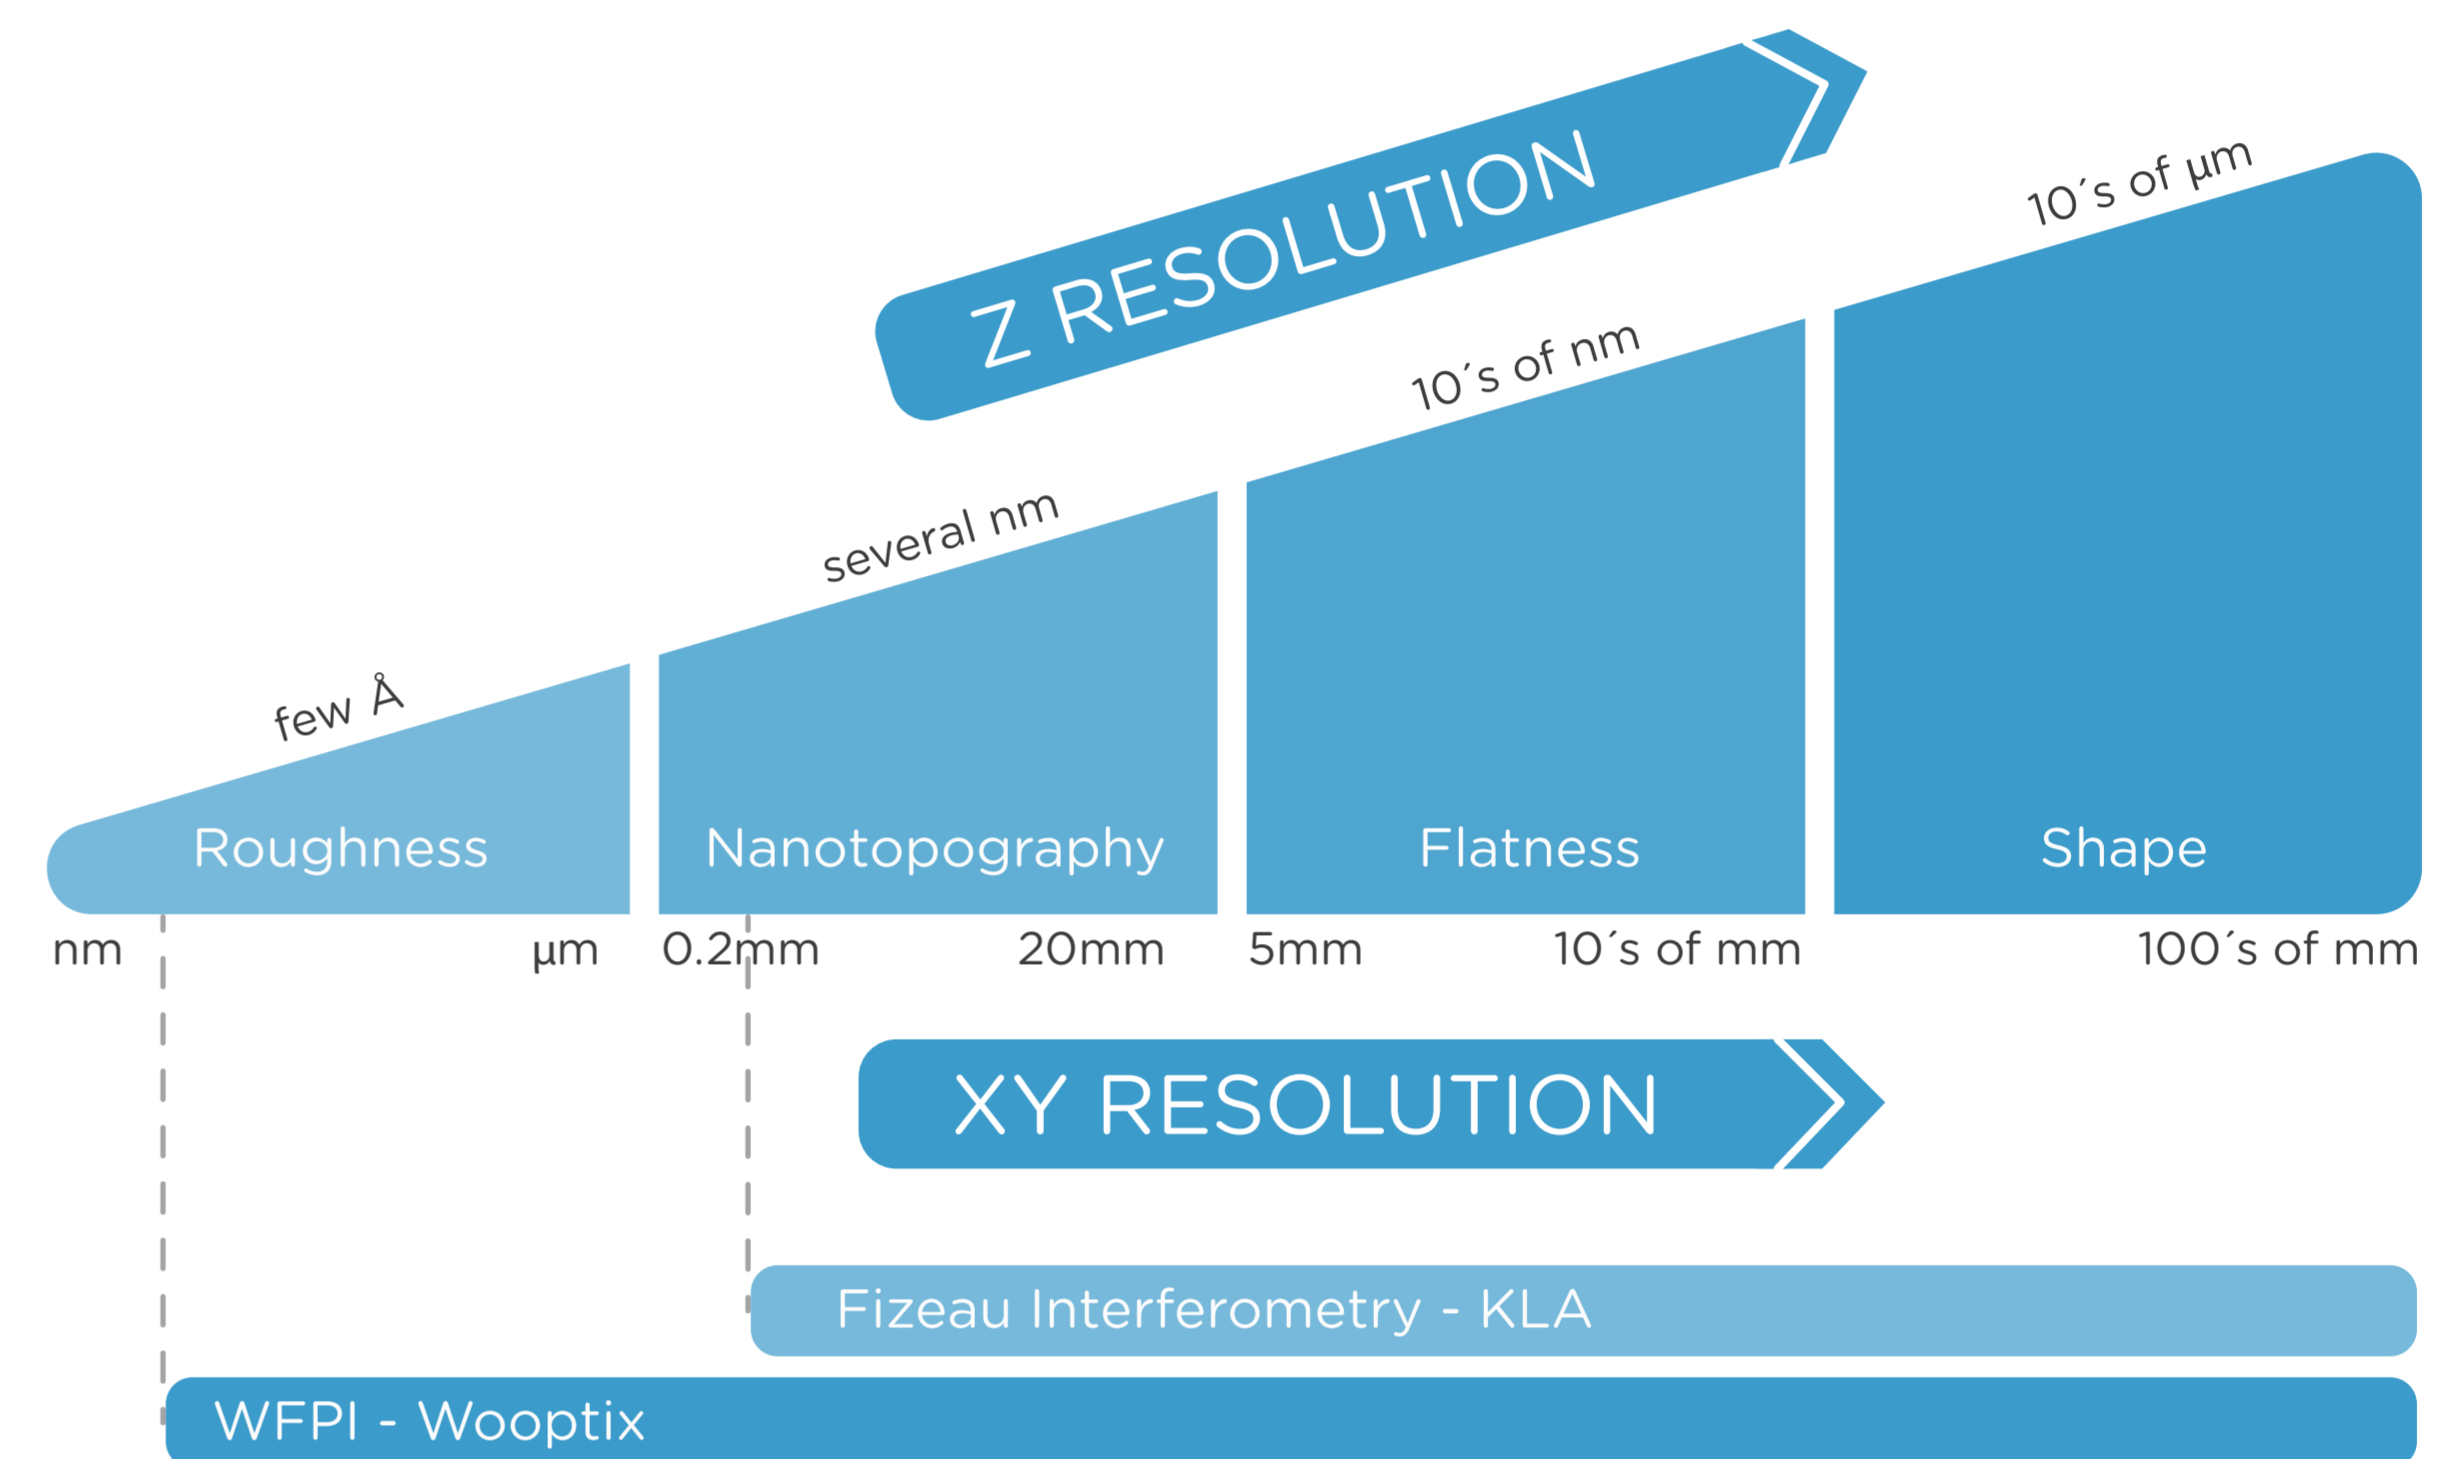 Z RESOLUTION
10´s of µm
10´s of nm
several nm
few Å
Roughness
Nanotopography
Flatness
Shape
nm
µm
0.2mm
20mm
5mm
10´s of mm
100´s of mm
XY RESOLUTION
Fizeau Interferometry - KLA
WFPI - Wooptix